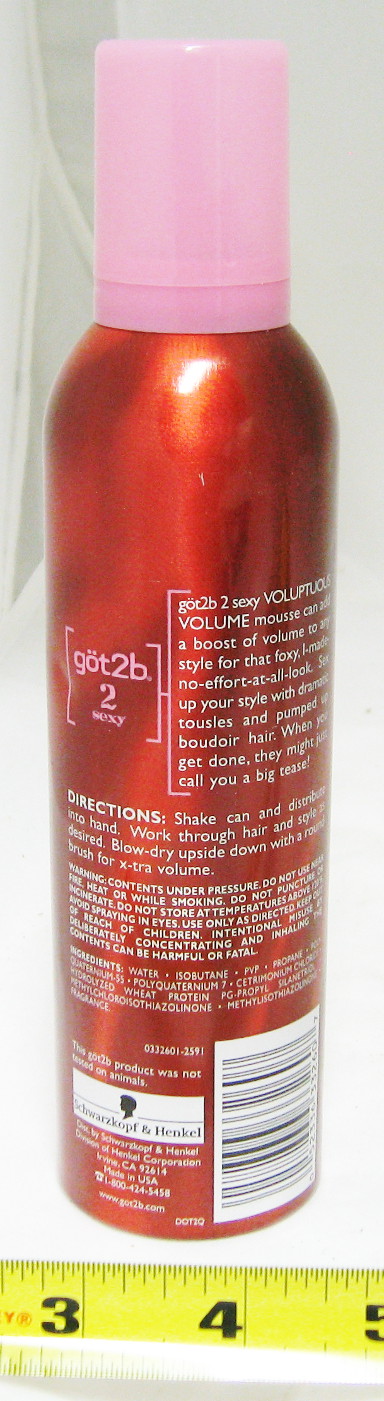 göt2b®
2
sexy
göt2b 2 sexy VOLUPTUOUS
VOLUME mousse can add
a boost of volume to any
style for that foxy, I-made-
no-effort-at-all-look. Sex
up your style with dramatic
tousles and pumped up
boudoir hair. When you
get done, they might just
call you a big tease!
DIRECTIONS: Shake can and distribute
into hand. Work through hair and style as
desired. Blow-dry upside down with a round
brush for x-tra volume.
WARNING: CONTENTS UNDER PRESSURE. DO NOT USE NEAR
FIRE, HEAT OR WHILE SMOKING. DO NOT PUNCTURE OR
INCINERATE. DO NOT STORE AT TEMPERATURES ABOVE 120°F.
AVOID SPRAYING IN EYES. USE ONLY AS DIRECTED. KEEP OUT
OF REACH OF CHILDREN. INTENTIONAL MISUSE BY
DELIBERATELY CONCENTRATING AND INHALING THE
CONTENTS CAN BE HARMFUL OR FATAL.
INGREDIENTS: WATER • ISOBUTANE • PVP • PROPANE •
QUATERNIUM-55 • POLYQUATERNIUM 7 • CETRIMONIUM CHLORIDE
HYDROLYZED WHEAT PROTEIN PG-PROPYL SILANETRIOL
METHYLCHLOROISOTHIAZOLINONE • METHYLISOTHIAZOLINONE
FRAGRANCE.
0332601-2591
This göt2b product was not
tested on animals.
Schwarzkopf & Henkel
Dist. by Schwarzkopf & Henkel
Division of Henkel Corporation
Irvine, CA 92614
Made in USA
☎1-800-424-5458
www.got2b.com
DOT2Q
3 4 5